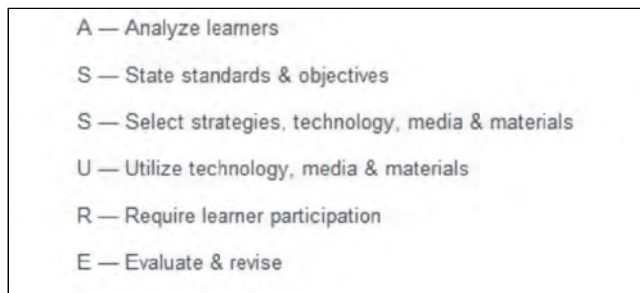 A — Analyze learners
S — State standards & objectives
S — Select strategies, technology, media & materials
U — Utilize technology, media & materials
R — Require learner participation
E — Evaluate & revise